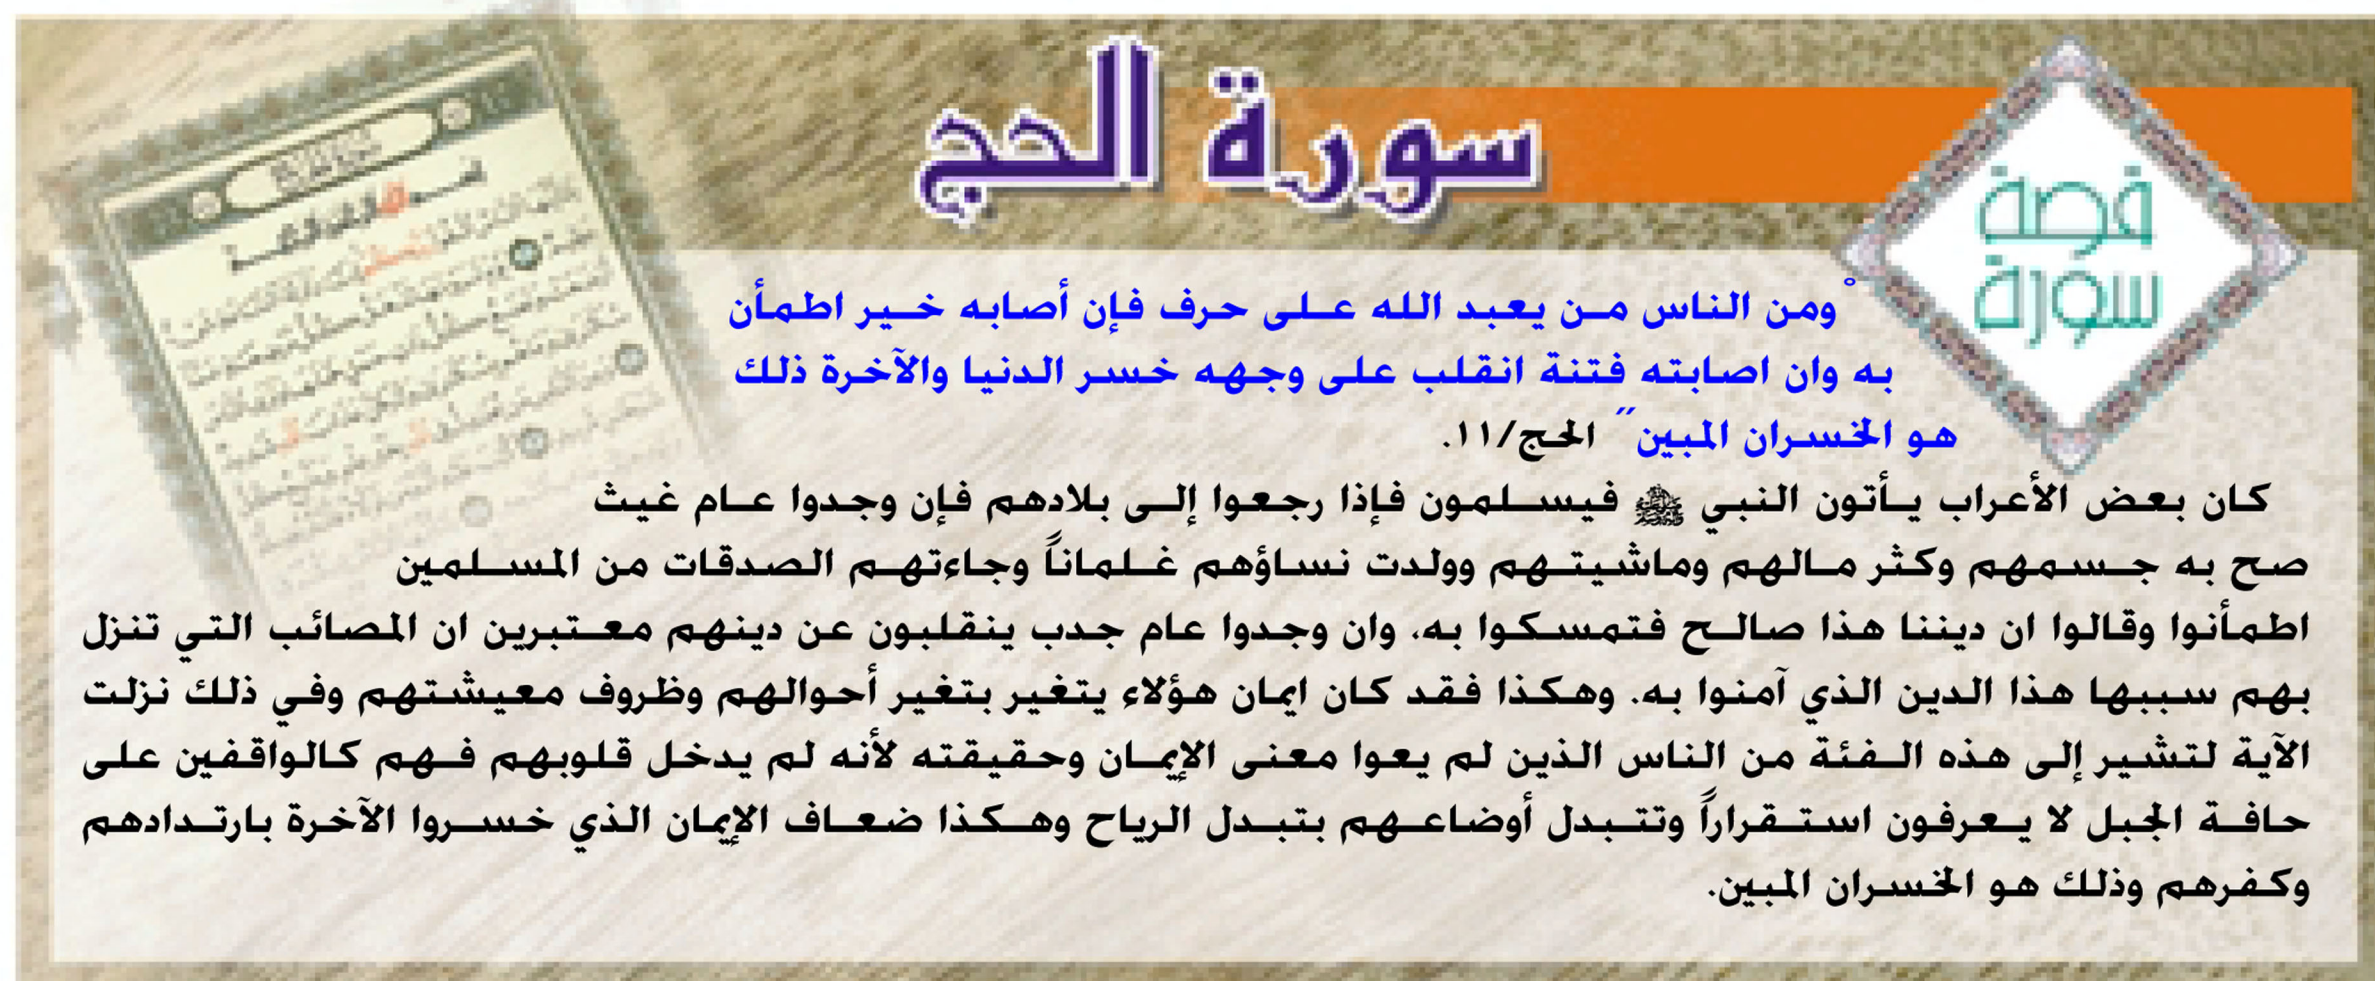 سورة الحج
قصة
سورة
"ومن الناس من يعبد الله على حرف فإن أصابه خير اطمأن
به وان اصابته فتنة انقلب على وجهه خسر الدنيا والآخرة ذلك
هو الخسران المبين" الحج/١١.
كان بعض الأعراب يأتون النبي ﷺ فيسلمون فإذا رجعوا إلى بلادهم فإن وجدوا عام غيث
صح به جسمهم وكثر مالهم وماشيتهم وولدت نساؤهم غلماناً وجاءتهم الصدقات من المسلمين
اطمأنوا وقالوا ان ديننا هذا صالح فتمسكوا به، وان وجدوا عام جدب ينقلبون عن دينهم معتبرين ان المصائب التي تنزل
بهم سببها هذا الدين الذي آمنوا به. وهكذا فقد كان ايمان هؤلاء يتغير بتغير أحوالهم وظروف معيشتهم وفي ذلك نزلت
الآية لتشير إلى هذه الفئة من الناس الذين لم يعوا معنى الإيمان وحقيقته لأنه لم يدخل قلوبهم فهم كالواقفين على
حافة الجبل لا يعرفون استقراراً وتتبدل أوضاعهم بتبدل الرياح وهكذا ضعاف الإيمان الذي خسروا الآخرة بارتدادهم
وكفرهم وذلك هو الخسران المبين.